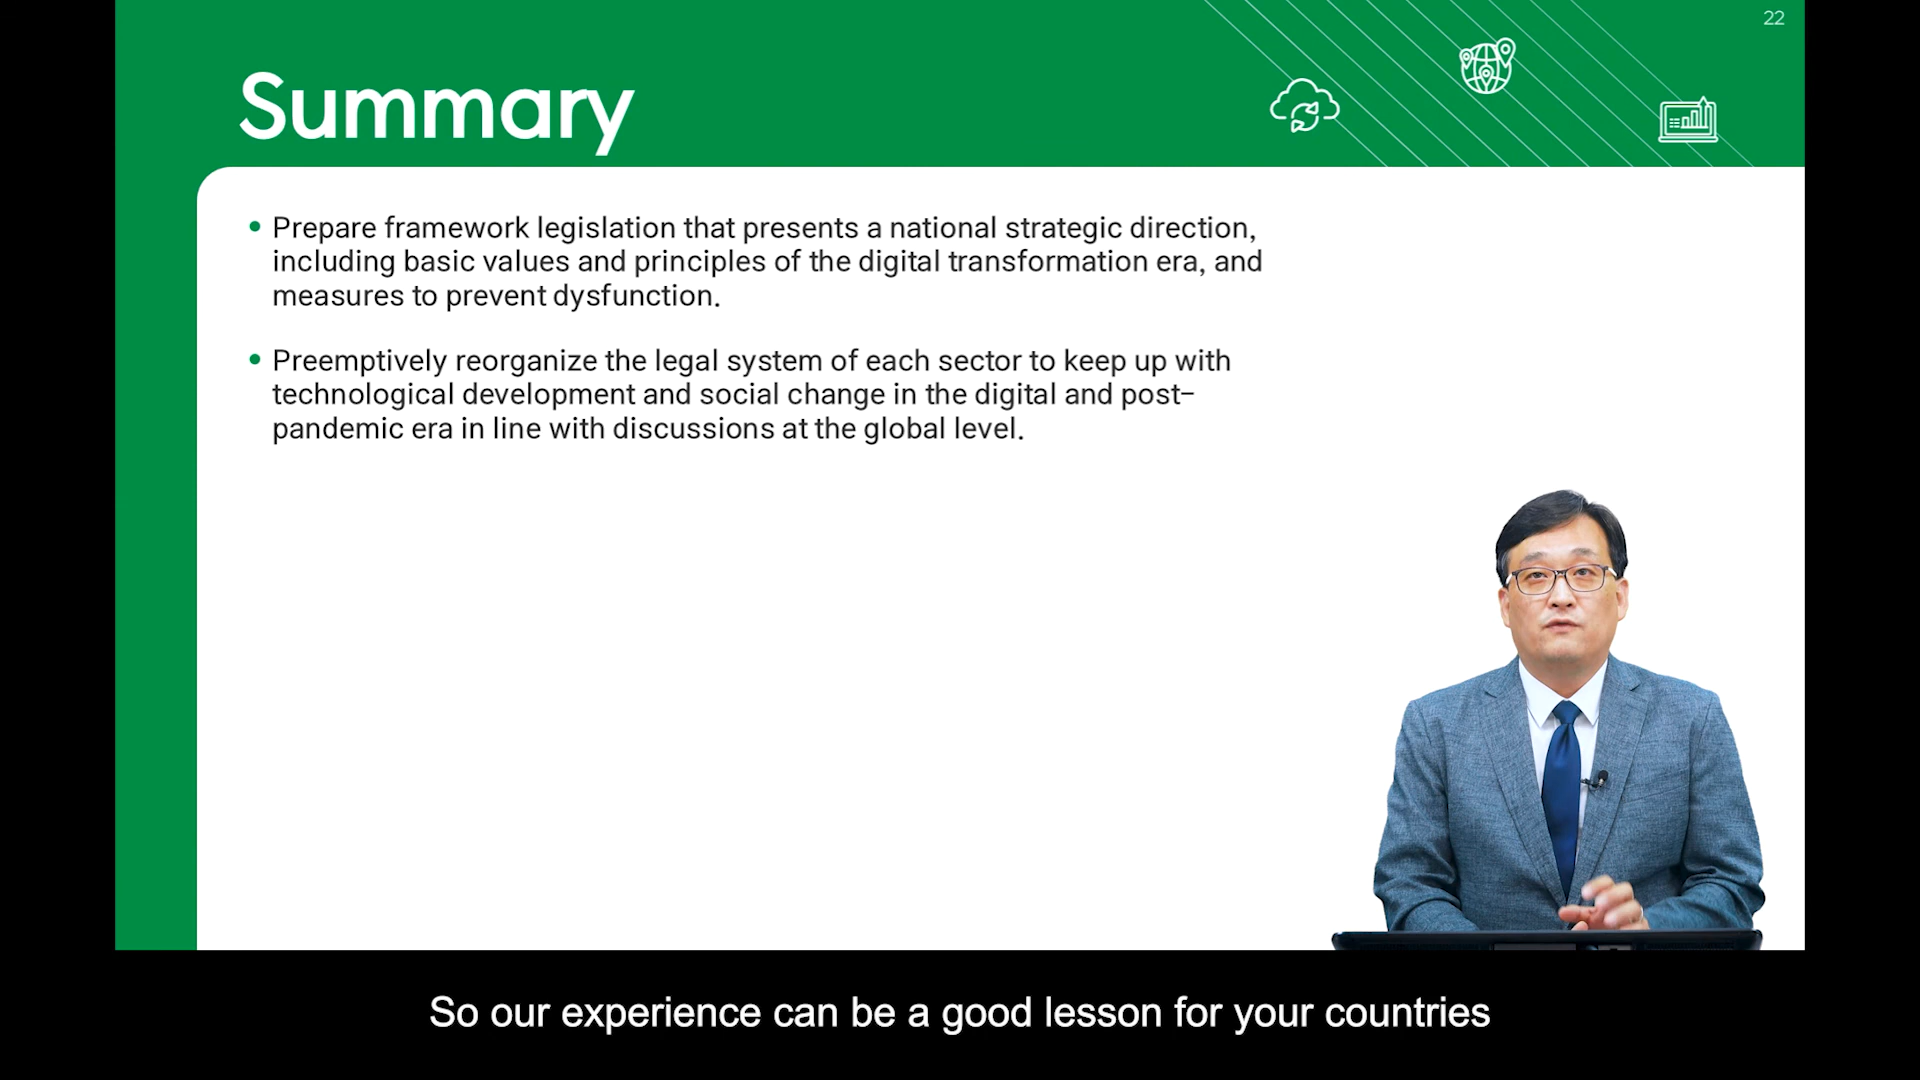 22
Summary
• Prepare framework legislation that presents a national strategic direction,
including basic values and principles of the digital transformation era, and
measures to prevent dysfunction.
• Preemptively reorganize the legal system of each sector to keep up with
technological development and social change in the digital and post-
pandemic era in line with discussions at the global level.
So our experience can be a good lesson for your countries